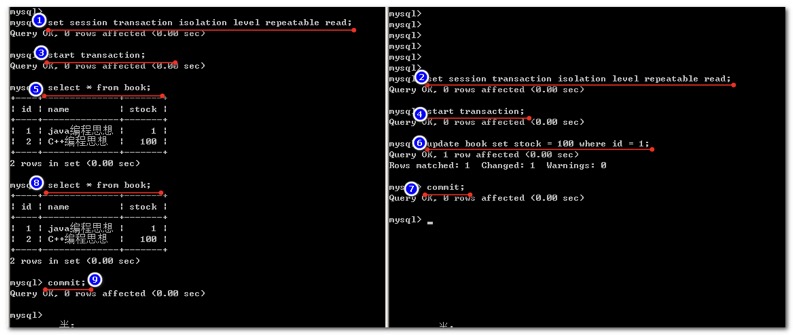 mysql>
mysql> set session transaction isolation level repeatable read;
Query OK, 0 rows affected (0.00 sec)
mysql> start transaction;
Query OK, 0 rows affected (0.00 sec)
mysql> select * from book;
| id | name | stock |
| 1 | java编程思想 | 1 |
| 2 | C++编程思想 | 100 |
2 rows in set (0.00 sec)
mysql> select * from book;
| id | name | stock |
| 1 | java编程思想 | 1 |
| 2 | C++编程思想 | 100 |
2 rows in set (0.00 sec)
mysql> commit;
Query OK, 0 rows affected (0.00 sec)
mysql>
半:
mysql>
mysql>
mysql>
mysql>
mysql>
mysql> set session transaction isolation level repeatable read;
Query OK, 0 rows affected (0.00 sec)
mysql> start transaction;
Query OK, 0 rows affected (0.00 sec)
mysql> update book set stock = 100 where id = 1;
Query OK, 1 row affected (0.00 sec)
Rows matched: 1 Changed: 1 Warnings: 0
mysql> commit;
Query OK, 0 rows affected (0.00 sec)
mysql> _
半:
1
3
5
8
9
2
4
6
7